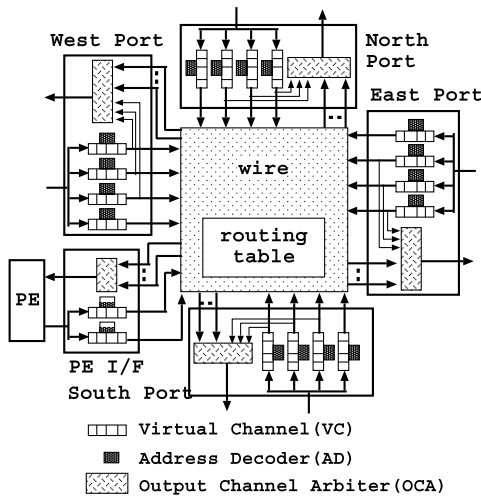 West Port
North
Port
East Port
wire
routing
table
PE
PE I/F
South Port
Virtual Channel(VC)
Address Decoder(AD)
Output Channel Arbiter(OCA)